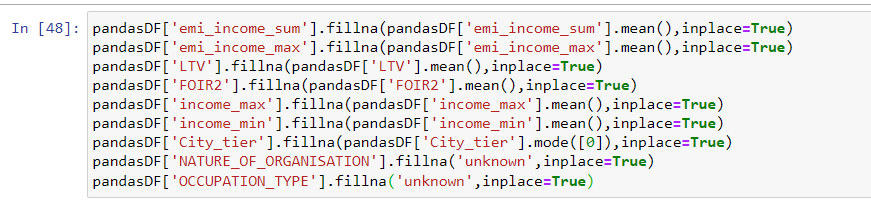 In [48]: pandasDF['emi_income_sum'].fillna(pandasDF['emi_income_sum'].mean(),inplace=True)
pandasDF['emi_income_max'].fillna(pandasDF['emi_income_max'].mean(),inplace=True)
pandasDF['LTV'].fillna(pandasDF['LTV'].mean(),inplace=True)
pandasDF['FOIR2'].fillna(pandasDF['FOIR2'].mean(),inplace=True)
pandasDF['income_max'].fillna(pandasDF['income_max'].mean(),inplace=True)
pandasDF['income_min'].fillna(pandasDF['income_min'].mean(),inplace=True)
pandasDF['City_tier'].fillna(pandasDF['City_tier'].mode([0]),inplace=True)
pandasDF['NATURE_OF_ORGANISATION'].fillna('unknown',inplace=True)
pandasDF['OCCUPATION_TYPE'].fillna('unknown',inplace=True)